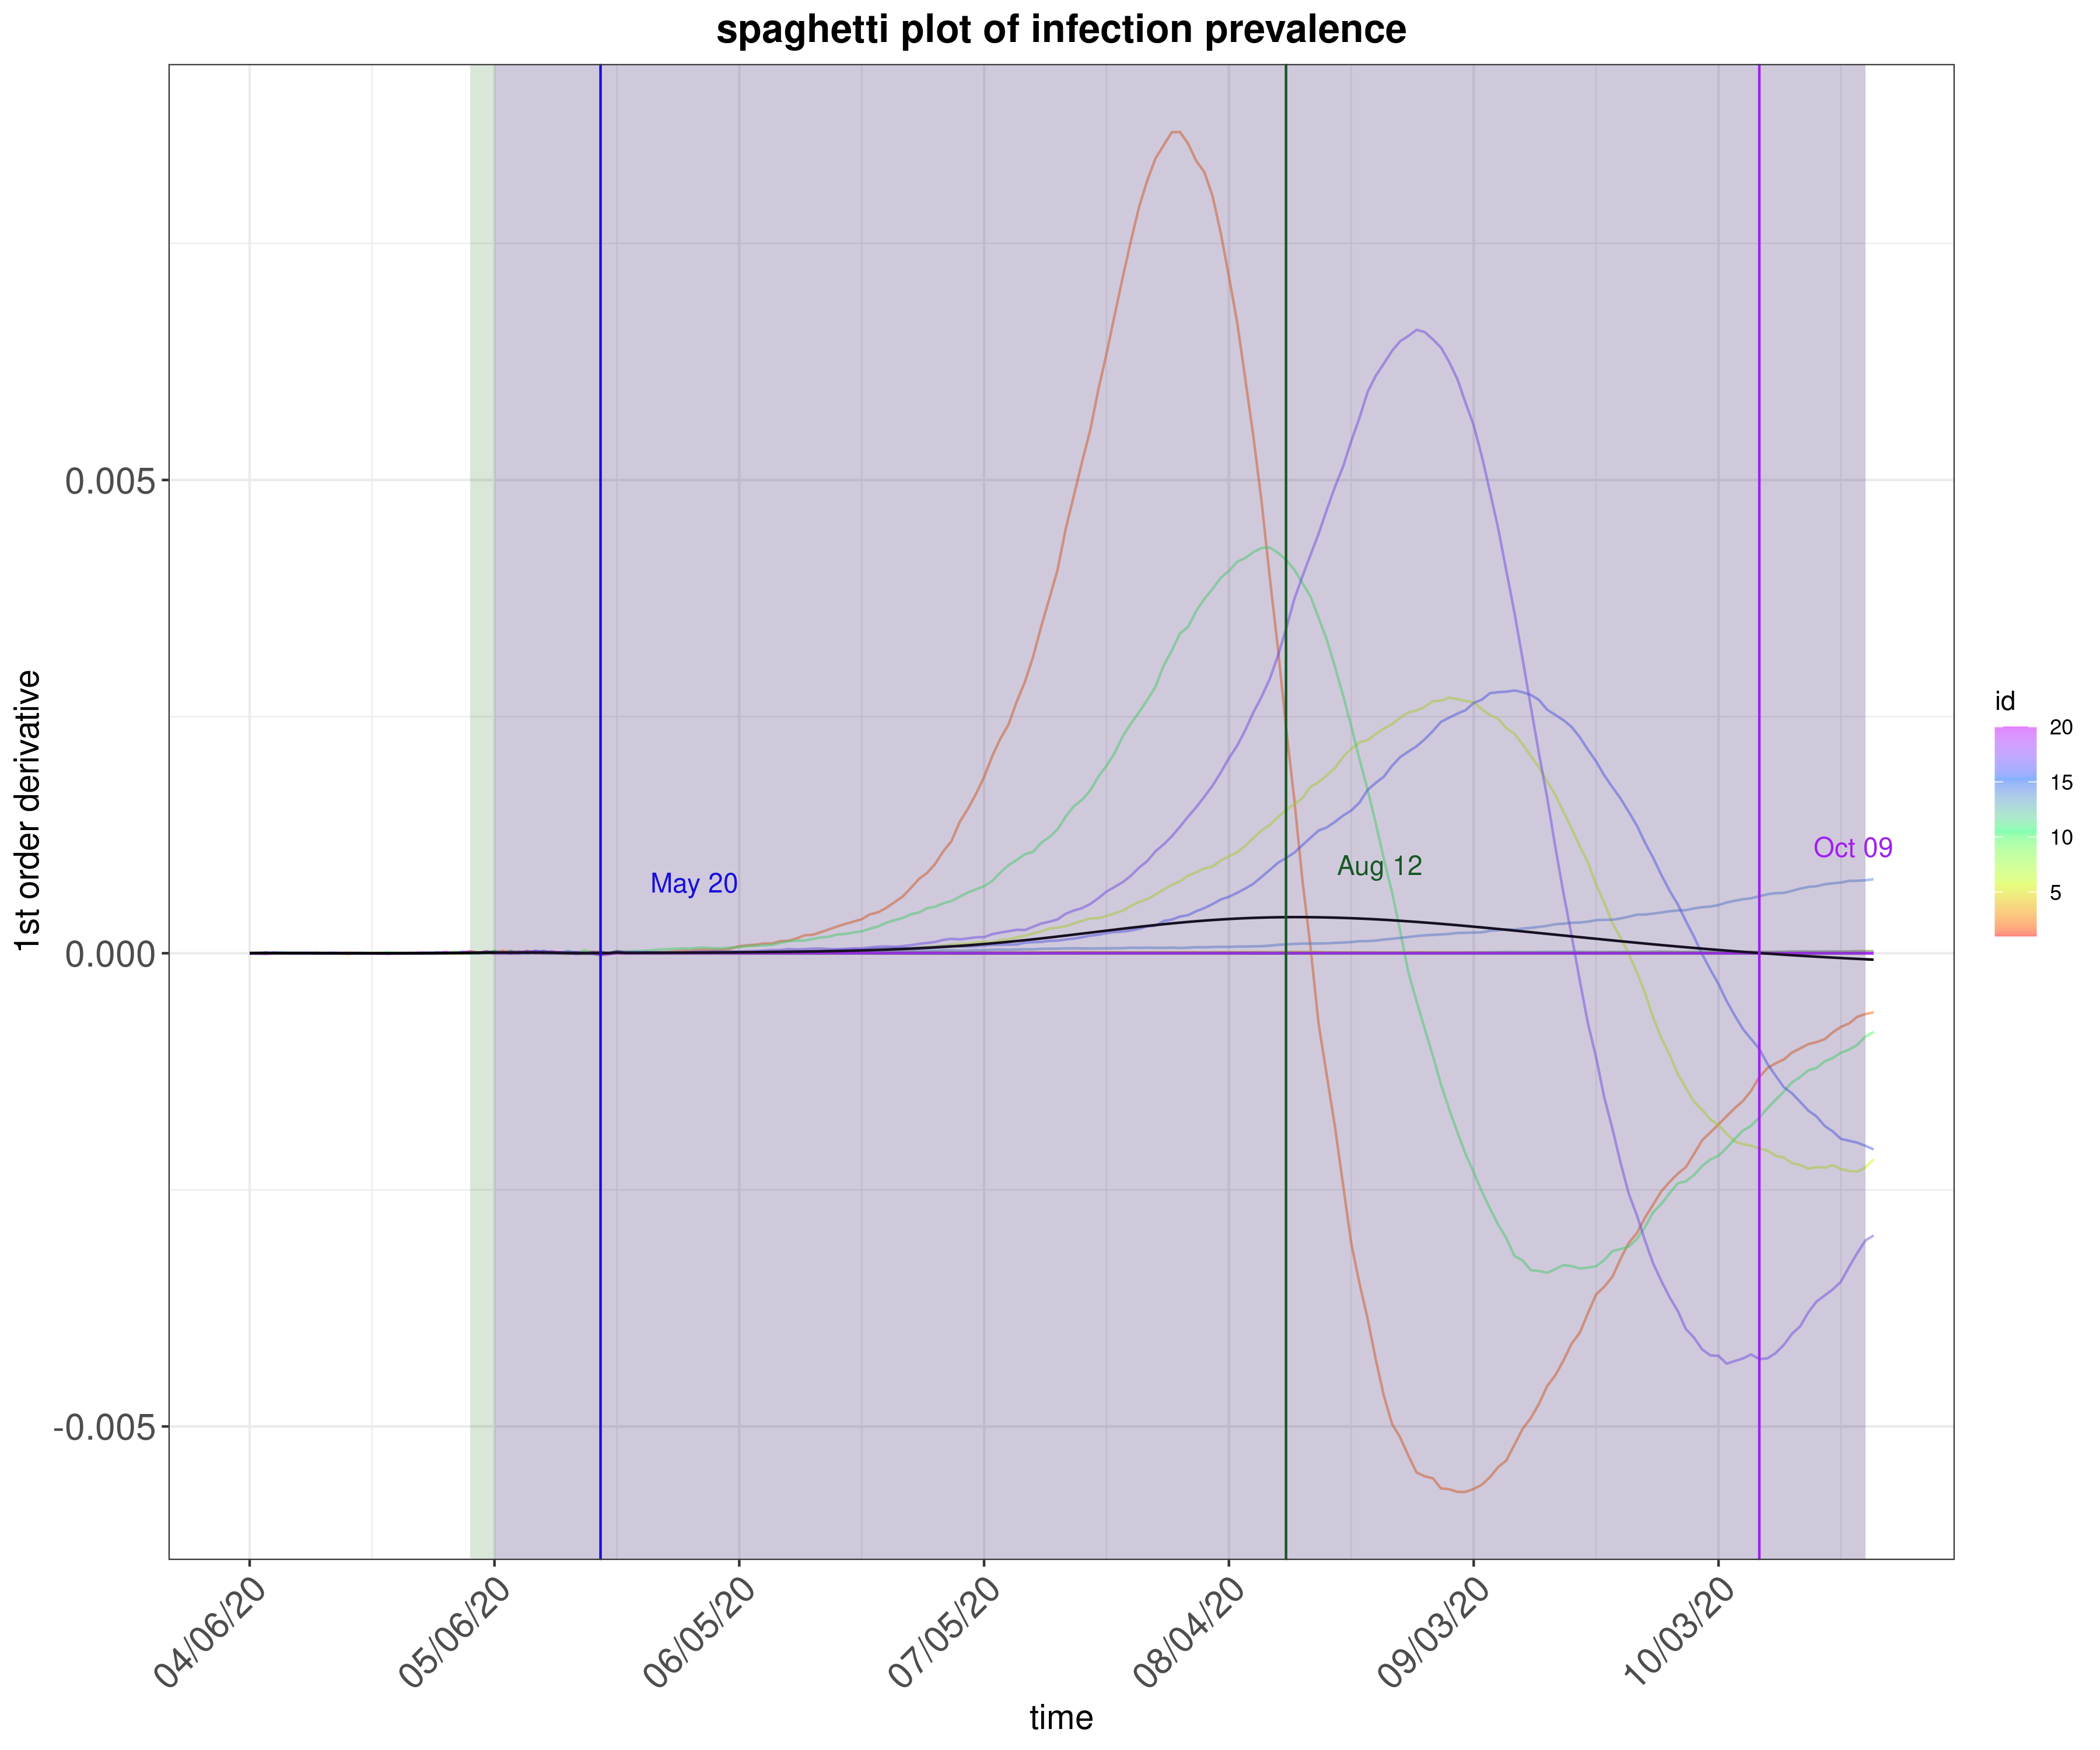 spaghetti plot of infection prevalence
1st order derivative
0.005
0.000
-0.005
May 20
Aug 12
Oct 09
id
20
15
10
5
04/06/20
05/06/20
06/05/20
07/05/20
08/04/20
09/03/20
10/03/20
time